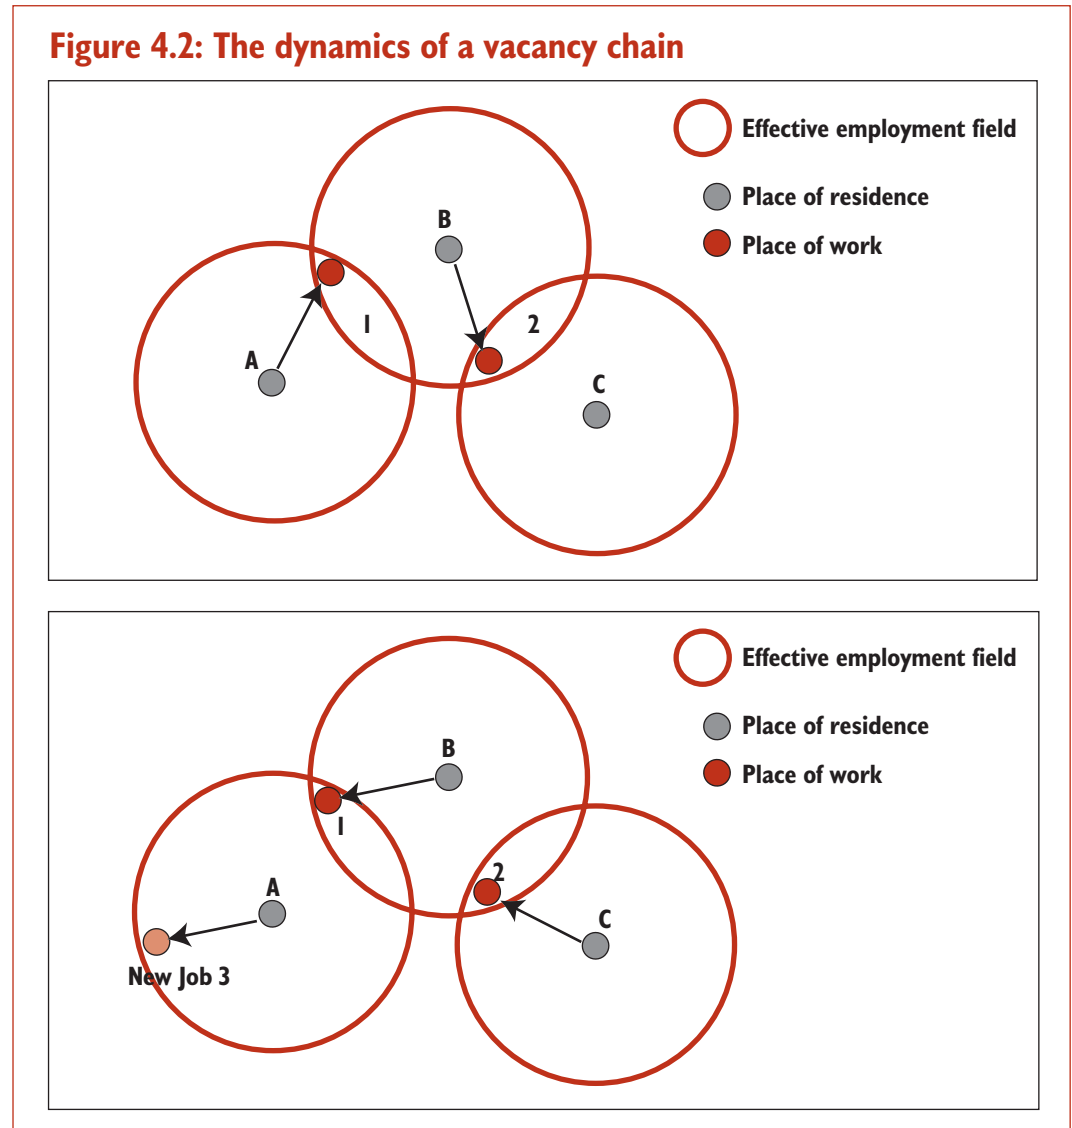 Figure 4.2: The dynamics of a vacancy chain
Effective employment field
Place of residence
Place of work
B
1
2
A
C
Effective employment field
Place of residence
Place of work
B
1
2
A
C
New Job 3